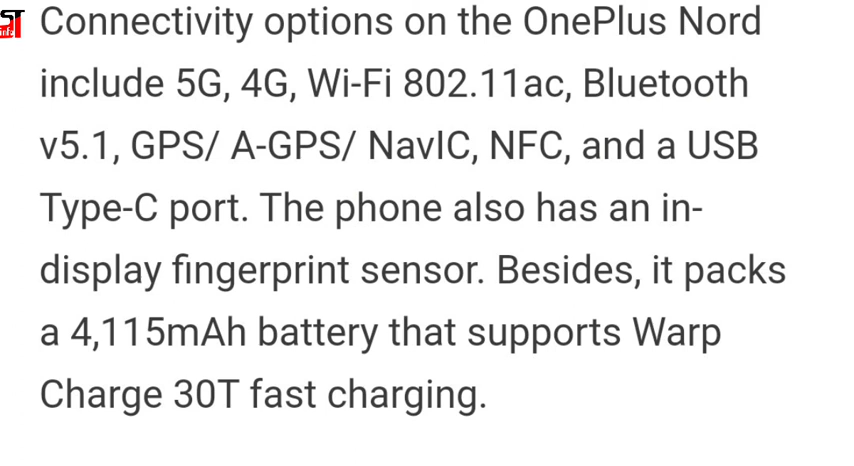 ST
info
Connectivity options on the OnePlus Nord
include 5G, 4G, Wi-Fi 802.11ac, Bluetooth
v5.1, GPS/ A-GPS/ NavIC, NFC, and a USB
Type-C port. The phone also has an in-
display fingerprint sensor. Besides, it packs
a 4,115mAh battery that supports Warp
Charge 30T fast charging.